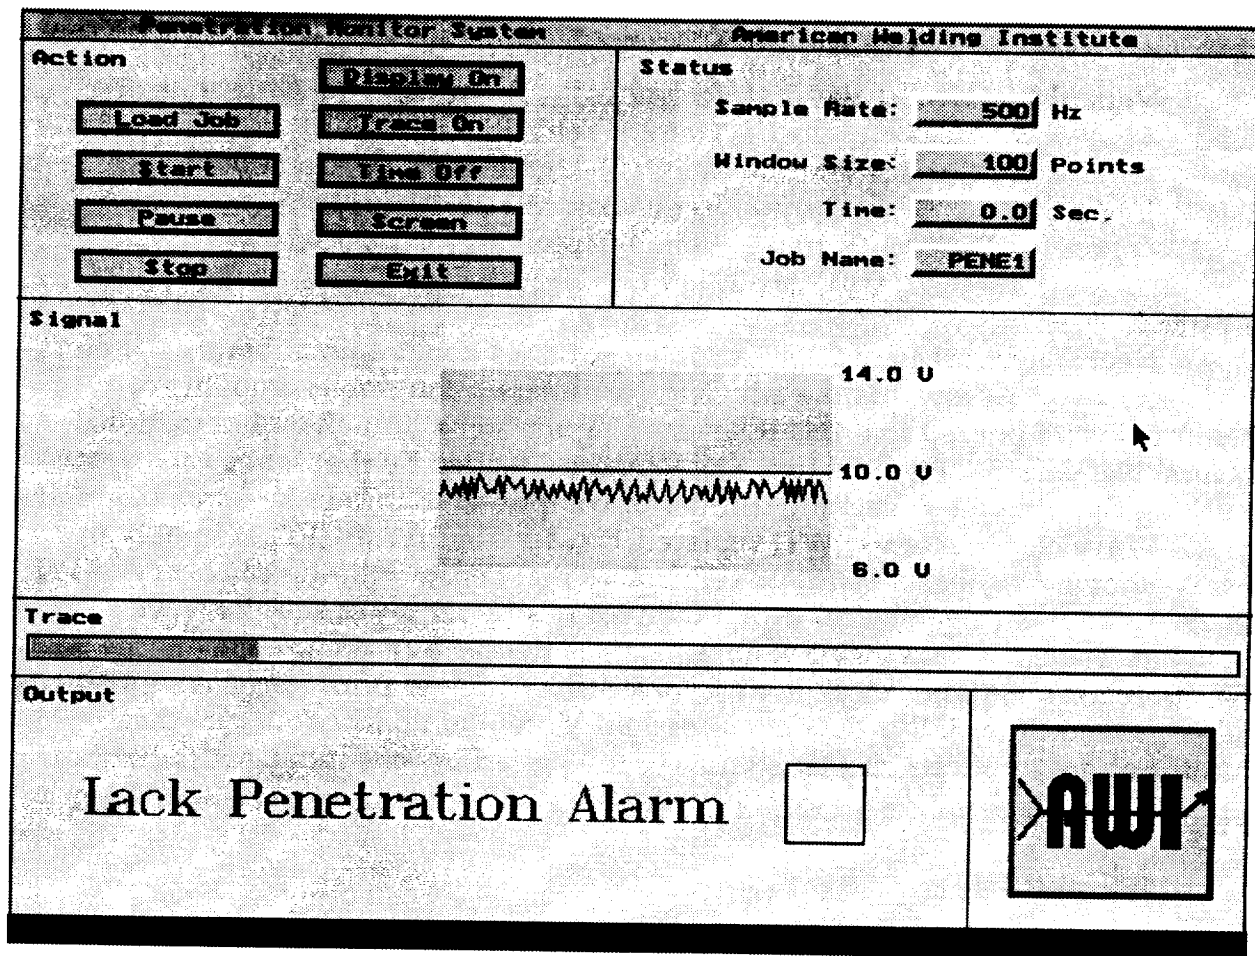 Penetration Monitor System
American Welding Institute
Action
Display On
Load Job
Trace On
Start
Time Off
Pause
Screen
Stop
Exit
Status
Sample Rate: 500 Hz
Window Size: 100 Points
Time: 0.0 Sec.
Job Name: PENE1
Signal
14.0 V
10.0 V
6.0 V
Trace
Output
Lack Penetration Alarm
AWI